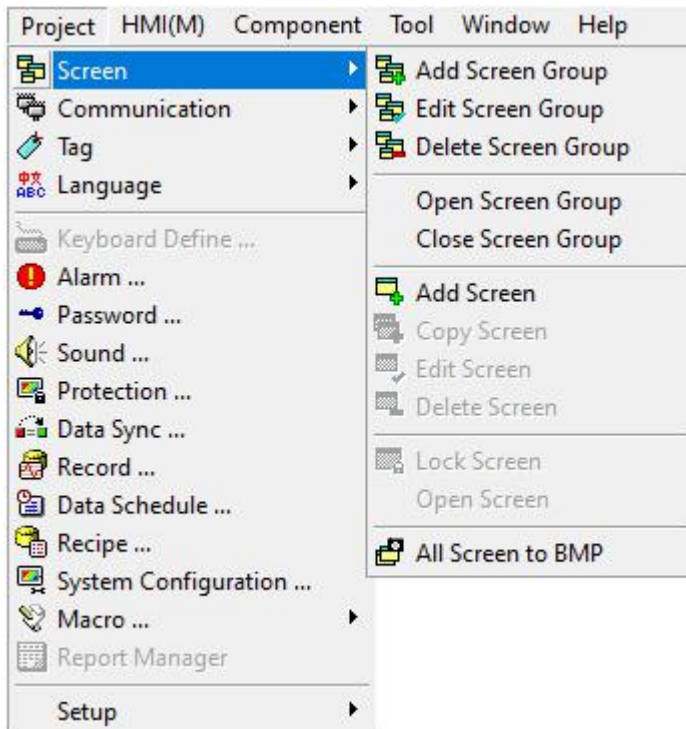 Project HMI(M) Component Tool Window Help
Screen
Communication
Tag
中文
ABC
Language
Keyboard Define ...
Alarm ...
Password ...
Sound ...
Protection ...
Data Sync ...
Record ...
Data Schedule ...
Recipe ...
System Configuration ...
Macro ...
Report Manager
Setup
Add Screen Group
Edit Screen Group
Delete Screen Group
Open Screen Group
Close Screen Group
Add Screen
Copy Screen
Edit Screen
Delete Screen
Lock Screen
Open Screen
All Screen to BMP